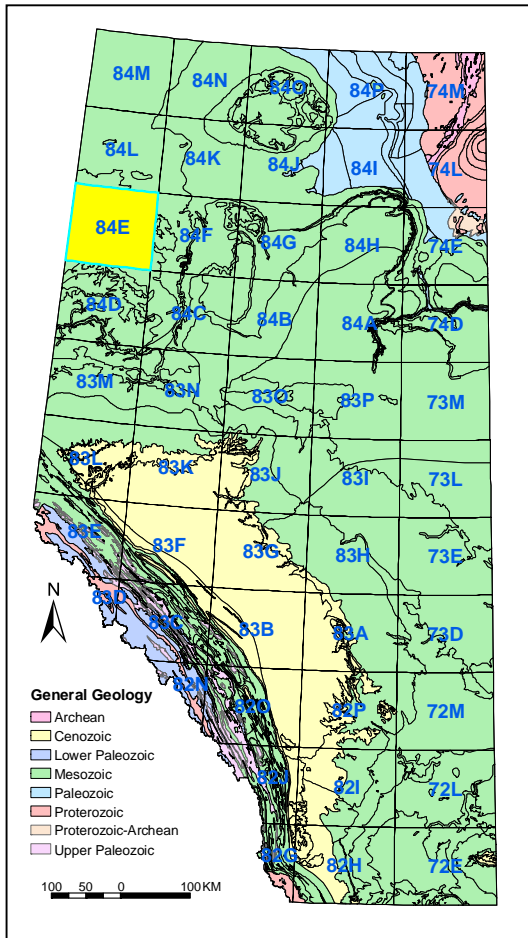 84M 84N 84O 84P 74M
84L 84K 84J 84I 74L
84E 84F 84G 84H 74E
84D 84C 84B 84A 74D
83M 83N 83O 83P 73M
83L 83K 83J 83I 73L
83E 83F 83G 83H 73E
83D 83C 83B 83A 73D
82N 82O 82P 72M
82J 82I 72L
82G 82H 72E
N
General Geology
Archean
Cenozoic
Lower Paleozoic
Mesozoic
Paleozoic
Proterozoic
Proterozoic-Archean
Upper Paleozoic
100 50 0 100 KM